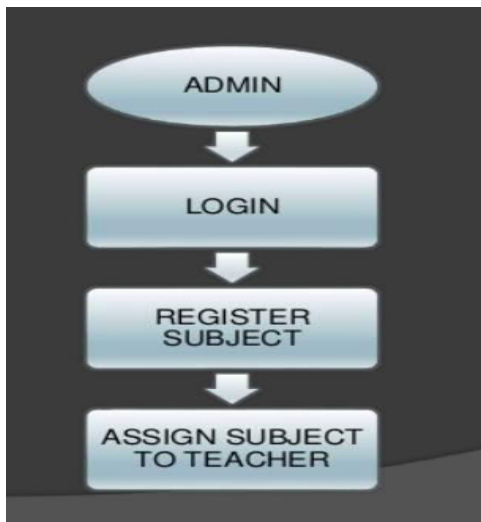 ADMIN
LOGIN
REGISTER
SUBJECT
ASSIGN SUBJECT
TO TEACHER